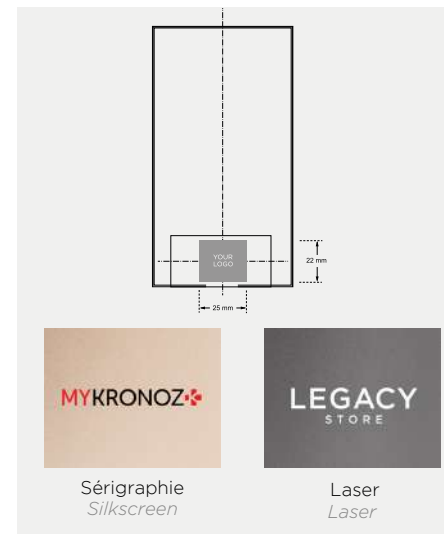 YOUR
LOGO
22 mm
25 mm
MYKRONOZ
LEGACY
STORE
Sérigraphie
Silkscreen
Laser
Laser